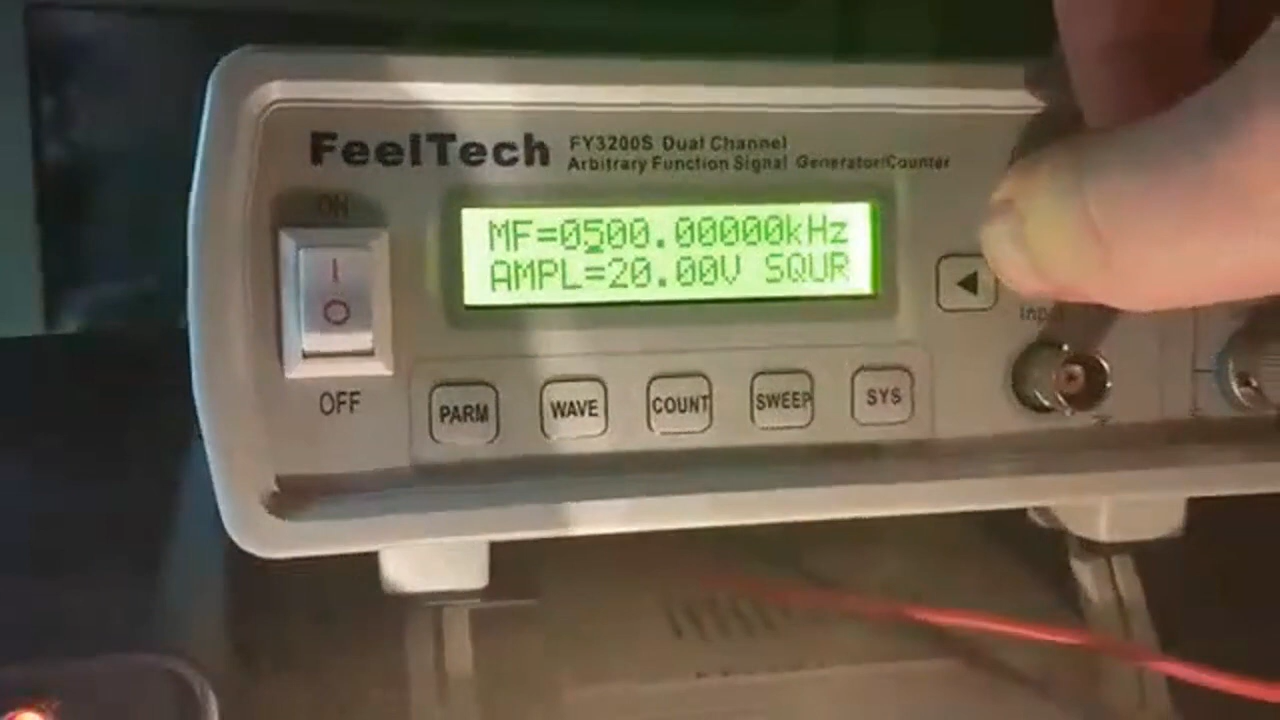 FeelTech
FY3200S Dual Channel
Arbitrary Function Signal Generator/Counter
ON
MF=0500.00000kHz
AMPL=20.00V SQUR
OFF
PARM
WAVE
COUNT
SWEEP
SYS